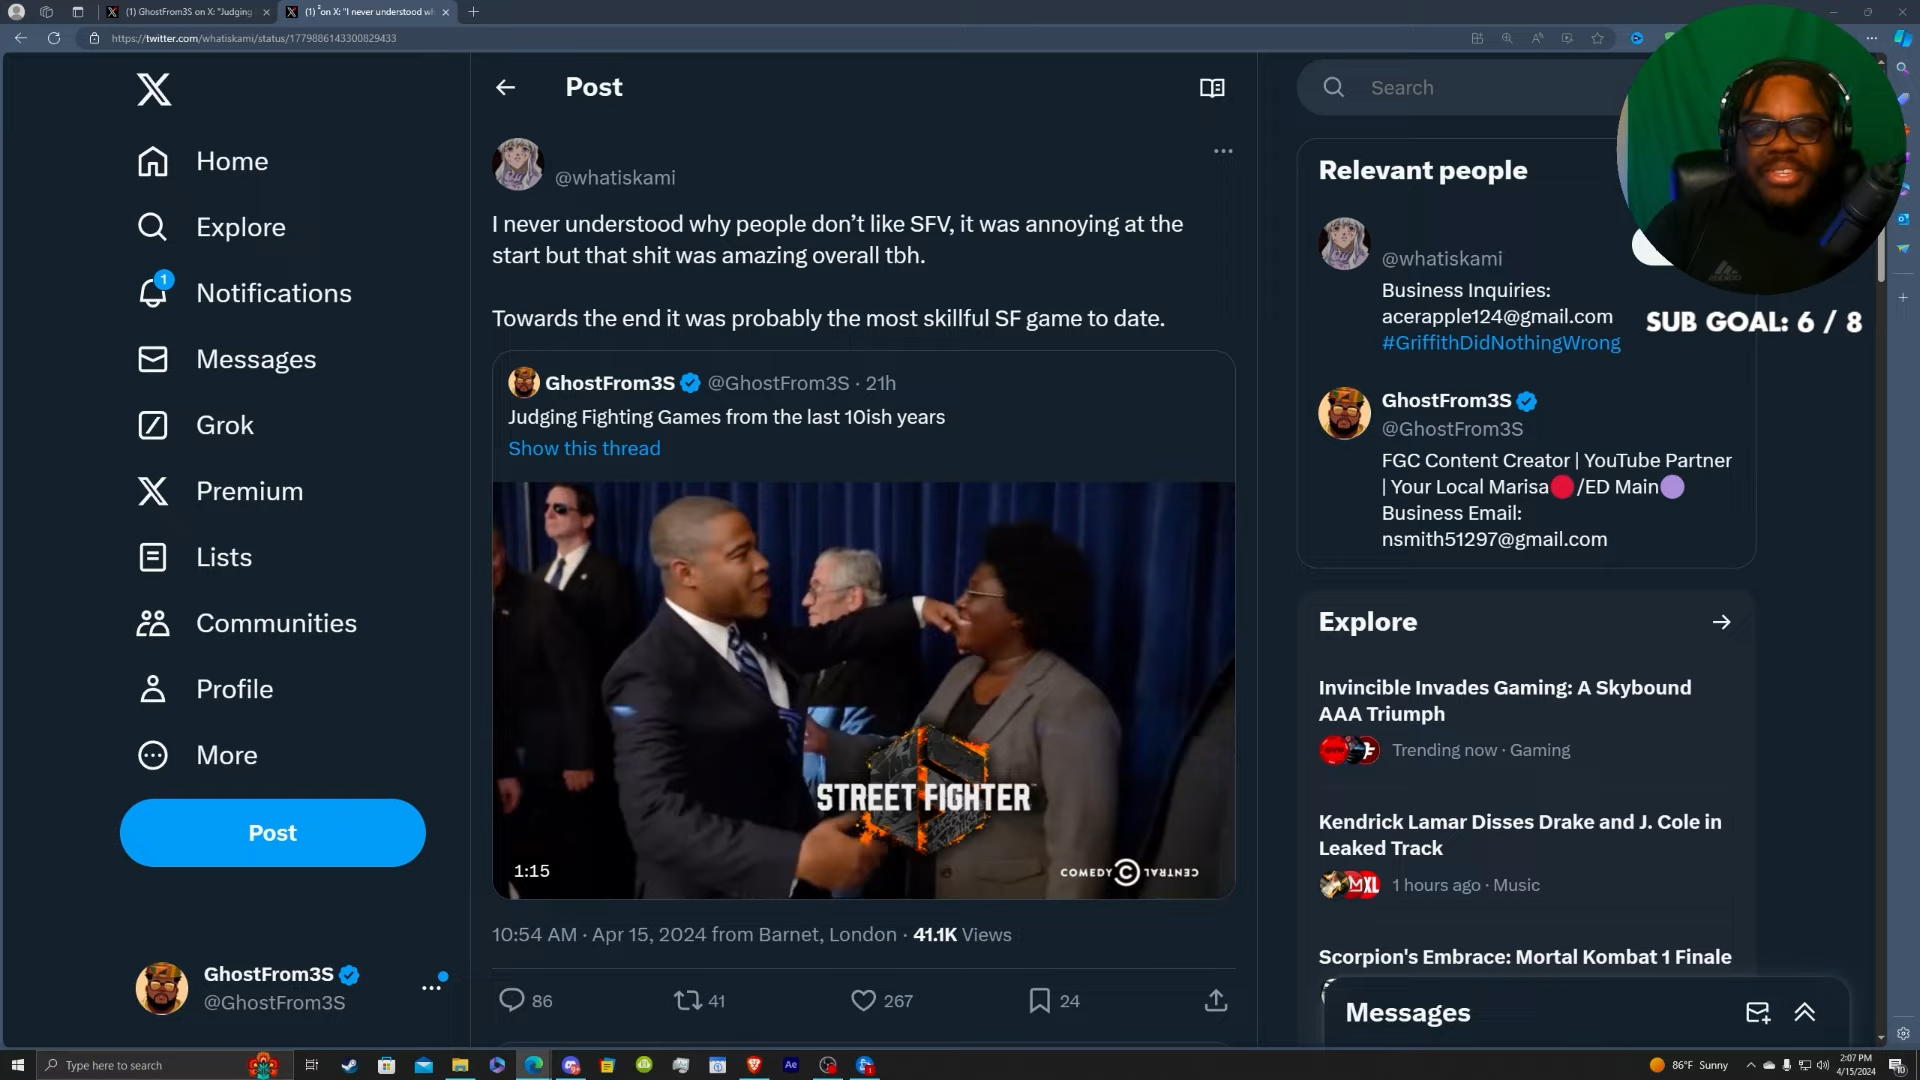 (1) GhostFrom3S on X: "Judging
(1) on X: "I never understood wh
https://twitter.com/whatiskami/status/1779886143300829433
Home
Explore
Notifications
1
Messages
Grok
Premium
Lists
Communities
Profile
More
Post
GhostFrom3S
@GhostFrom3S
Post
@whatiskami
I never understood why people don’t like SFV, it was annoying at the
start but that shit was amazing overall tbh.
Towards the end it was probably the most skillful SF game to date.
GhostFrom3S @GhostFrom3S · 21h
Judging Fighting Games from the last 10ish years
Show this thread
STREET FIGHTER
1:15
COMEDY CENTRAL
10:54 AM · Apr 15, 2024 from Barnet, London · 41.1K Views
86 41 267 24
Search
Relevant people
@whatiskami
Business Inquiries:
acerapple124@gmail.com
#GriffithDidNothingWrong
SUB GOAL: 6 / 8
GhostFrom3S
@GhostFrom3S
FGC Content Creator | YouTube Partner
| Your Local Marisa🔴/ED Main🟣
Business Email:
nsmith51297@gmail.com
Explore
Invincible Invades Gaming: A Skybound
AAA Triumph
Trending now · Gaming
Kendrick Lamar Disses Drake and J. Cole in
Leaked Track
1 hours ago · Music
Scorpion's Embrace: Mortal Kombat 1 Finale
Messages
Type here to search
Ae
86°F Sunny
2:07 PM
4/15/2024